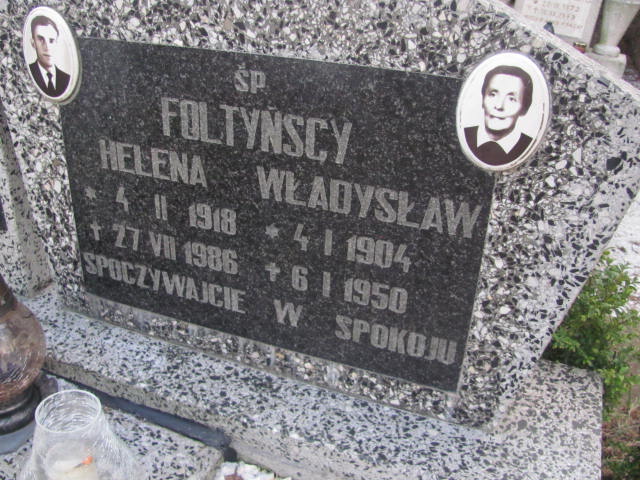 ŚP
FOLTYŃSCY
HELENA WŁADYSŁAW
* 4 II 1918 * 4 I 1904
+ 27 VII 1986 + 6 I 1950
SPOCZYWAJCIE W SPOKOJU